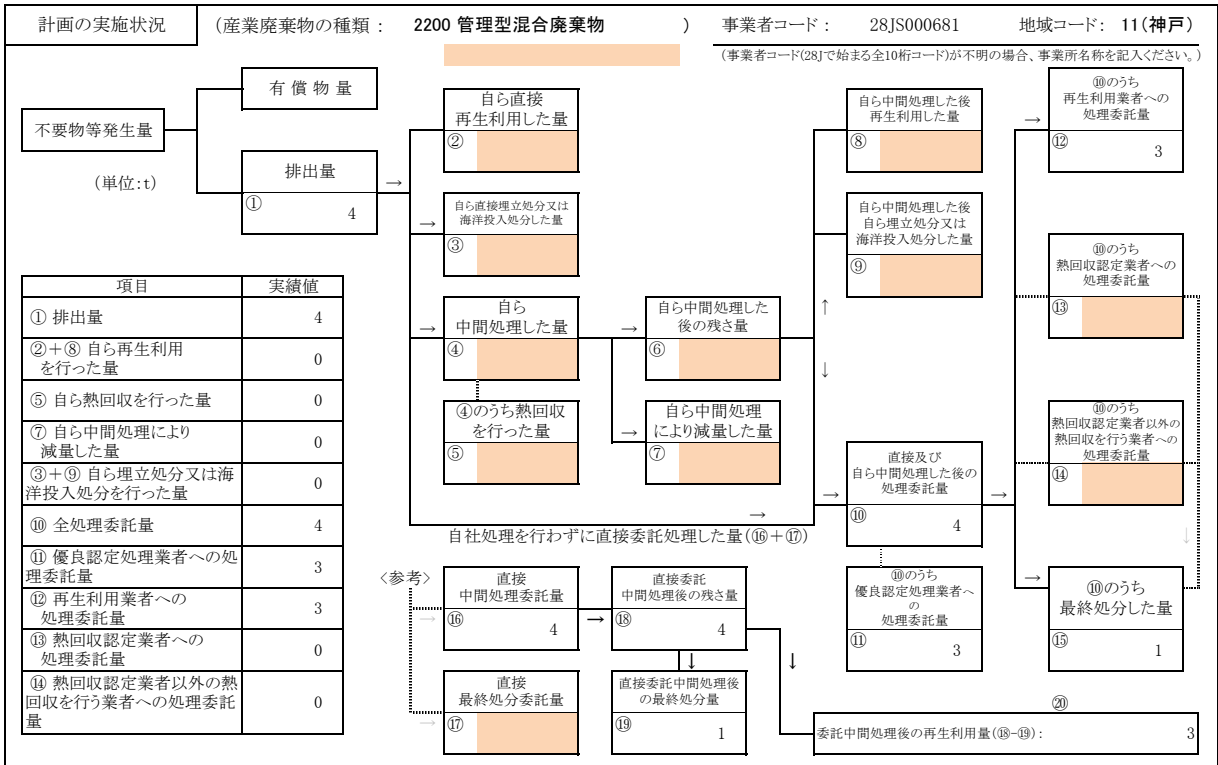 計画の実施状況
(産業廃棄物の種類： 2200 管理型混合廃棄物 )
事業者コード： 28JS000681
地域コード： 11(神戸)
(事業者コード(28Jで始まる全10桁コード)が不明の場合、事業所名称を記入ください。)
不要物等発生量
(単位:t)
有償物量
排出量
→
① 4
自ら直接
再生利用した量
②
→
自ら直接埋立処分又は
海洋投入処分した量
③
→
自ら
中間処理した量
④
④のうち熱回収
を行った量
⑤
→
自ら中間処理した
後の残さ量
⑥
→
自ら中間処理
により減量した量
⑦
自ら中間処理した後
再生利用した量
⑧
自ら中間処理した後
自ら埋立処分又は
海洋投入処分した量
⑨
↑
↓
→
直接及び
自ら中間処理した後の
処理委託量
⑩ 4
→
⑩のうち
優良認定処理業者へ
の
処理委託量
⑪ 3
→
⑩のうち
再生利用業者への
処理委託量
⑫ 3
⑩のうち
熱回収認定業者への
処理委託量
⑬
⑩のうち
熱回収認定業者以外の
熱回収を行う業者への
処理委託量
⑭
↓
→
⑩のうち
最終処分した量
⑮ 1
項目 実績値
① 排出量 4
②＋⑧ 自ら再生利用
を行った量 0
⑤ 自ら熱回収を行った量 0
⑦ 自ら中間処理により
減量した量 0
③＋⑨ 自ら埋立処分又は海
洋投入処分を行った量 0
⑩ 全処理委託量 4
⑪ 優良認定処理業者への処
理委託量 3
⑫ 再生利用業者への
処理委託量 3
⑬ 熱回収認定業者への
処理委託量 0
⑭ 熱回収認定業者以外の熱
回収を行う業者への処理委託
量 0
→
自社処理を行わずに直接委託処理した量(⑯＋⑰)
〈参考〉
→
直接
中間処理委託量
⑯ 4
→
直接委託
中間処理後の残さ量
⑱ 4
→
直接
最終処分委託量
⑰
↓
直接委託中間処理後
の最終処分量
⑲ 1
↓
⑳
委託中間処理後の再生利用量(⑱-⑲)： 3